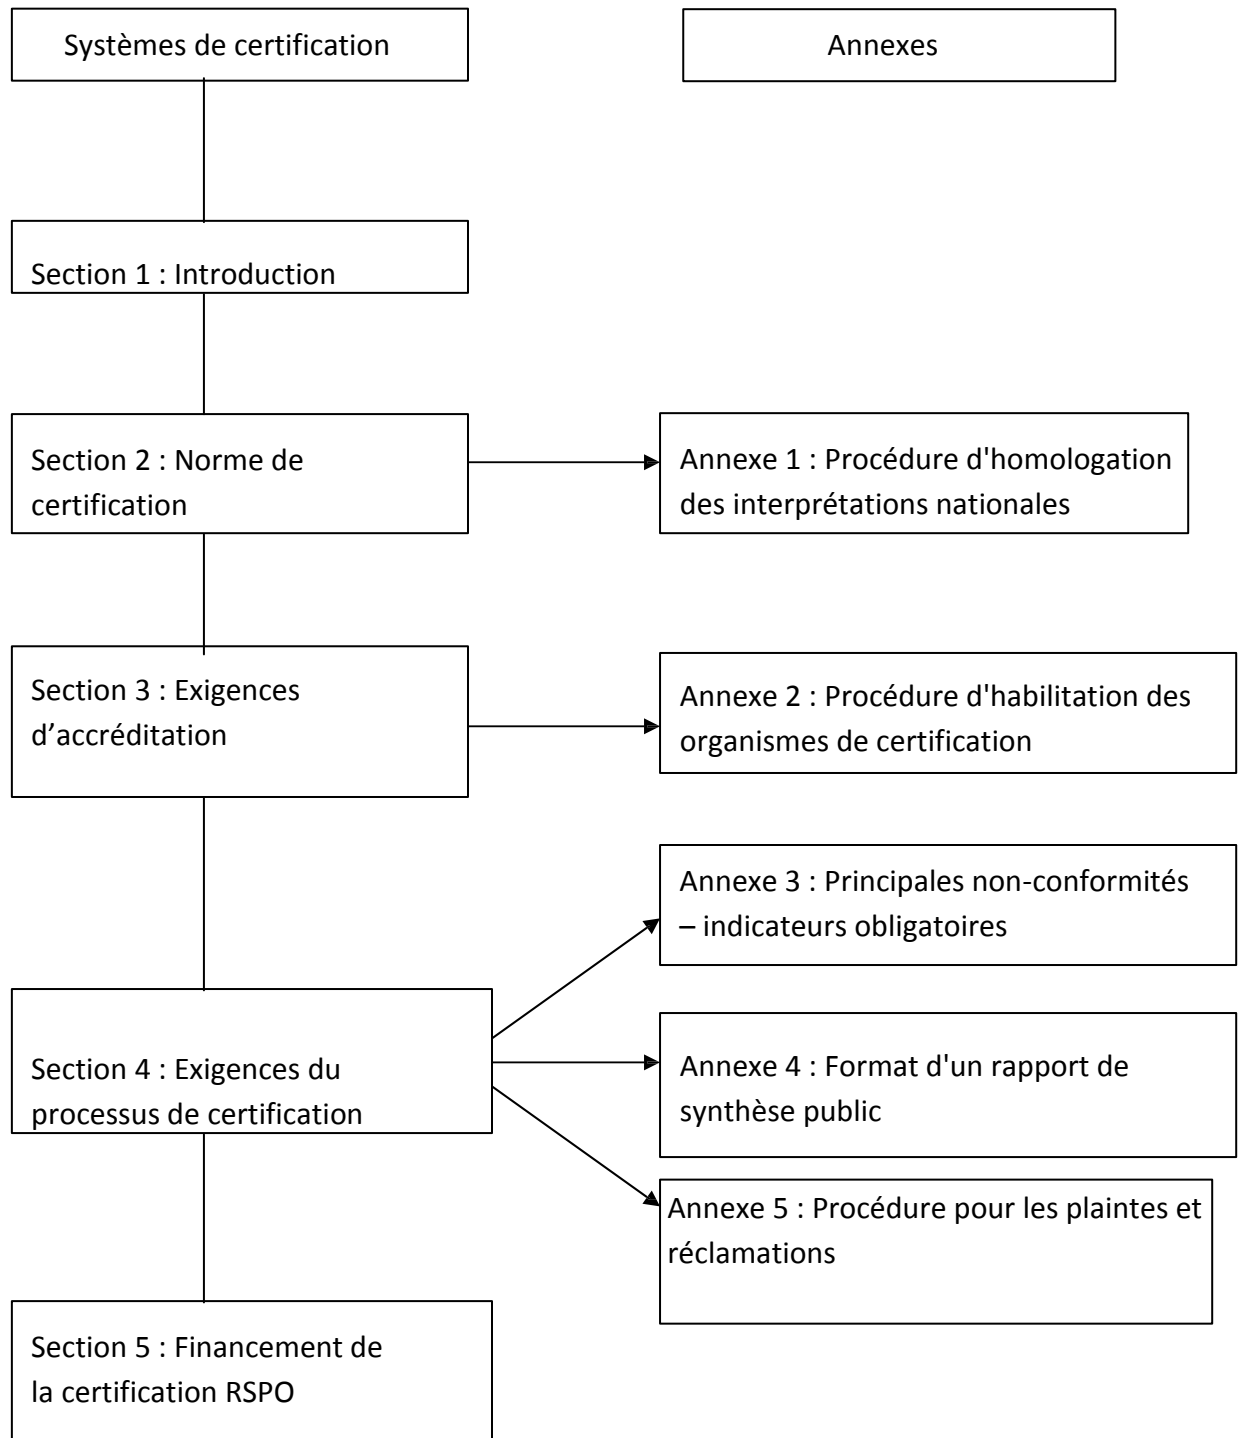 Systèmes de certification
Annexes
Section 1 : Introduction
Section 2 : Norme de
certification
Annexe 1 : Procédure d'homologation
des interprétations nationales
Section 3 : Exigences
d’accréditation
Annexe 2 : Procédure d'habilitation des
organismes de certification
Annexe 3 : Principales non-conformités
– indicateurs obligatoires
Section 4 : Exigences du
processus de certification
Annexe 4 : Format d'un rapport de
synthèse public
Annexe 5 : Procédure pour les plaintes et
réclamations
Section 5 : Financement de
la certification RSPO